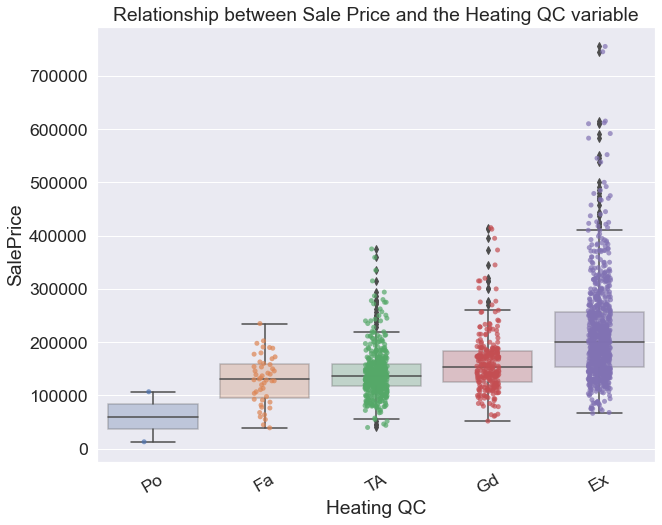 Relationship between Sale Price and the Heating QC variable
700000
600000
500000
400000
300000
200000
100000
0
SalePrice
Po
Fa
TA
Gd
Ex
Heating QC